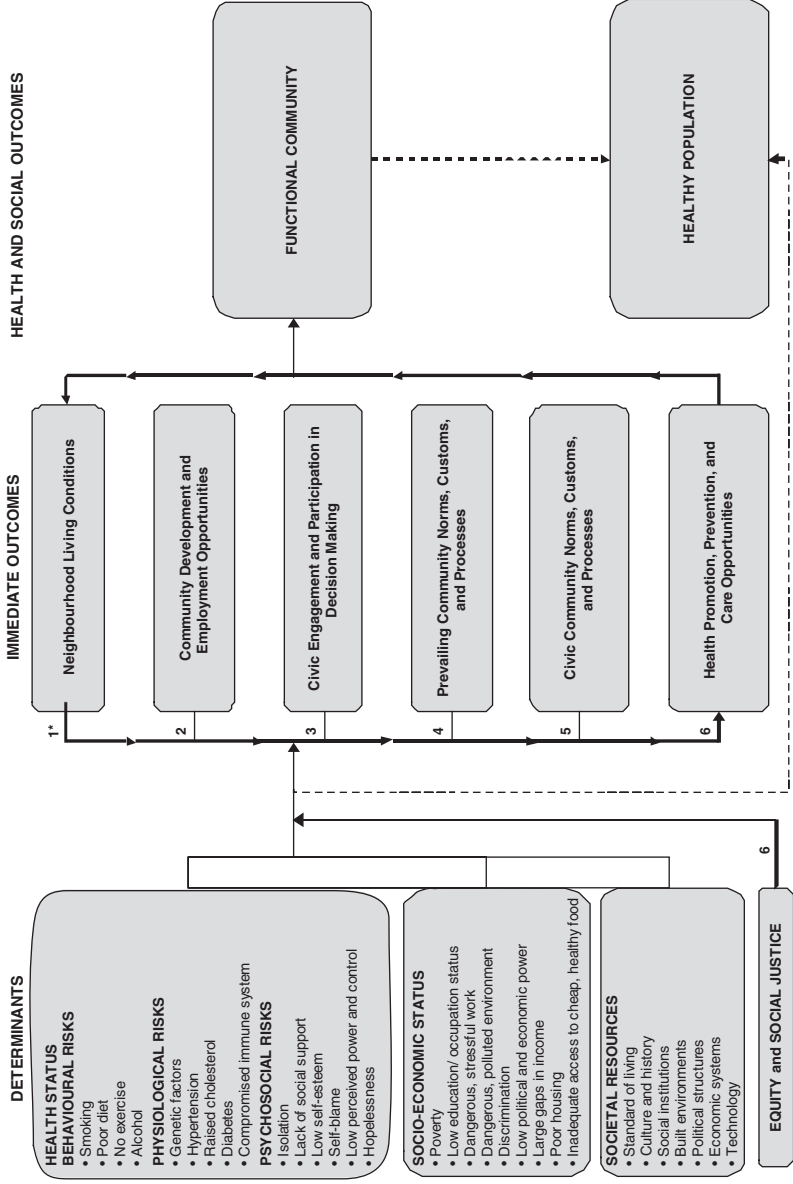 DETERMINANTS
HEALTH STATUS
BEHAVIOURAL RISKS
• Smoking
• Poor diet
• No exercise
• Alcohol
PHYSIOLOGICAL RISKS
• Genetic factors
• Hypertension
• Raised cholesterol
• Diabetes
• Compromised immune system
PSYCHOSOCIAL RISKS
• Isolation
• Lack of social support
• Low self-esteem
• Self-blame
• Low perceived power and control
• Hopelessness
SOCIO-ECONOMIC STATUS
• Poverty
• Low education/ occupation status
• Dangerous, stressful work
• Dangerous, polluted environment
• Discrimination
• Low political and economic power
• Large gaps in income
• Poor housing
• Inadequate access to cheap, healthy food
SOCIETAL RESOURCES
• Standard of living
• Culture and history
• Social institutions
• Built environments
• Political structures
• Economic systems
• Technology
EQUITY and SOCIAL JUSTICE
6
IMMEDIATE OUTCOMES
1*
Neighbourhood Living Conditions
2
Community Development and
Employment Opportunities
3
Civic Engagement and Participation in
Decision Making
4
Prevailing Community Norms, Customs,
and Processes
5
Civic Community Norms, Customs,
and Processes
6
Health Promotion, Prevention, and
Care Opportunities
HEALTH AND SOCIAL OUTCOMES
FUNCTIONAL COMMUNITY
HEALTHY POPULATION